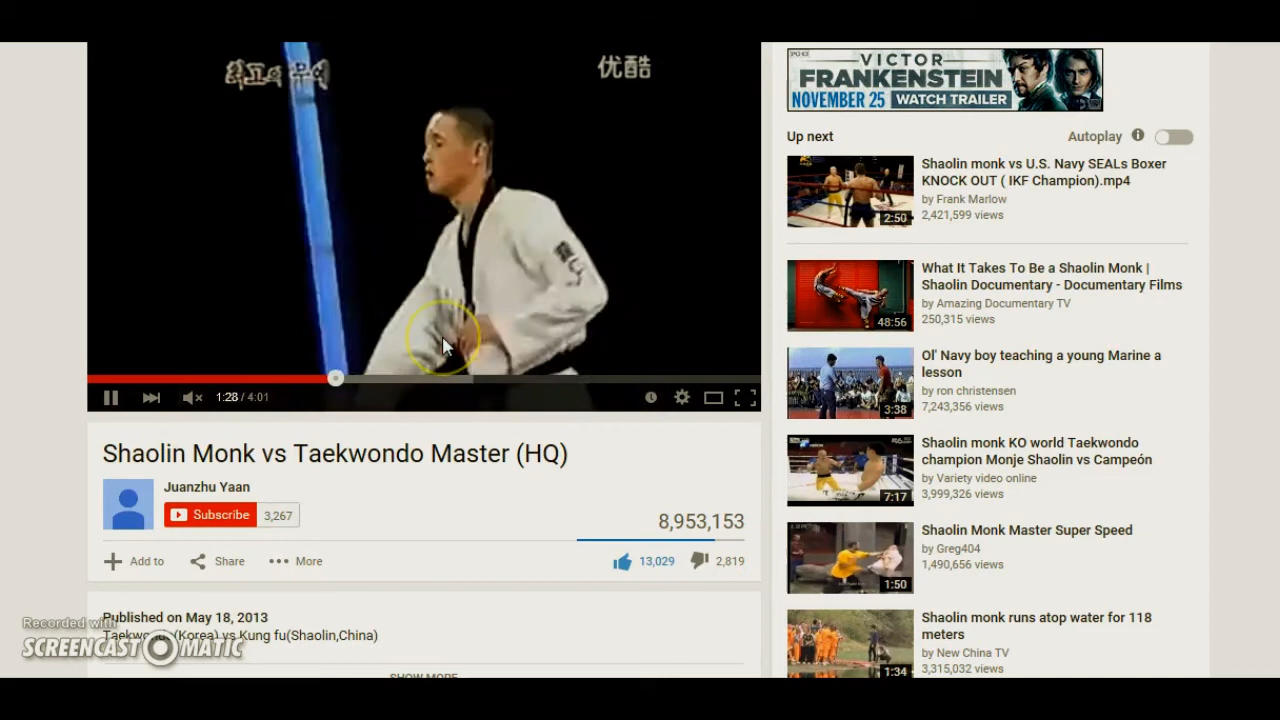 최고의 무예
优酷
1:28 / 4:01
Shaolin Monk vs Taekwondo Master (HQ)
Juanzhu Yaan
Subscribe 3,267
8,953,153
Add to Share More 13,029 2,819
Published on May 18, 2013
(Korea) vs Kung fu(Shaolin,China)
SHOW MORE
Recorded with
SCREENCAST MATIC
VICTOR
FRANKENSTEIN
NOVEMBER 25 WATCH TRAILER
Up next Autoplay
Shaolin monk vs U.S. Navy SEALs Boxer
KNOCK OUT ( IKF Champion).mp4
by Frank Marlow
2,421,599 views
2:50
What It Takes To Be a Shaolin Monk |
Shaolin Documentary - Documentary Films
by Amazing Documentary TV
250,315 views
48:56
Ol' Navy boy teaching a young Marine a
lesson
by ron christensen
7,243,356 views
3:38
Shaolin monk KO world Taekwondo
champion Monje Shaolin vs Campeón
by Variety video online
3,999,326 views
7:17
Shaolin Monk Master Super Speed
by Greg404
1,490,656 views
1:50
Shaolin monk runs atop water for 118
meters
by New China TV
3,315,032 views
1:34